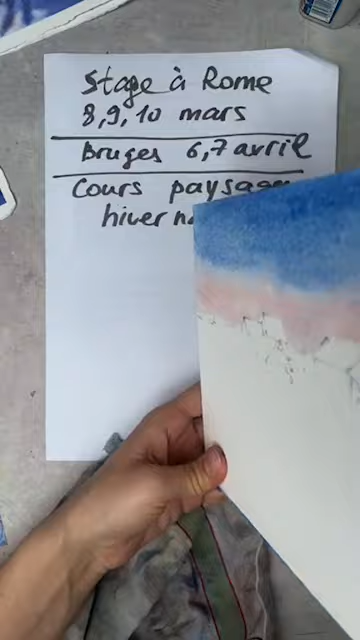 Stage à Rome
8, 9, 10 mars
Bruges 6, 7 avril
Cours paysage
hiver